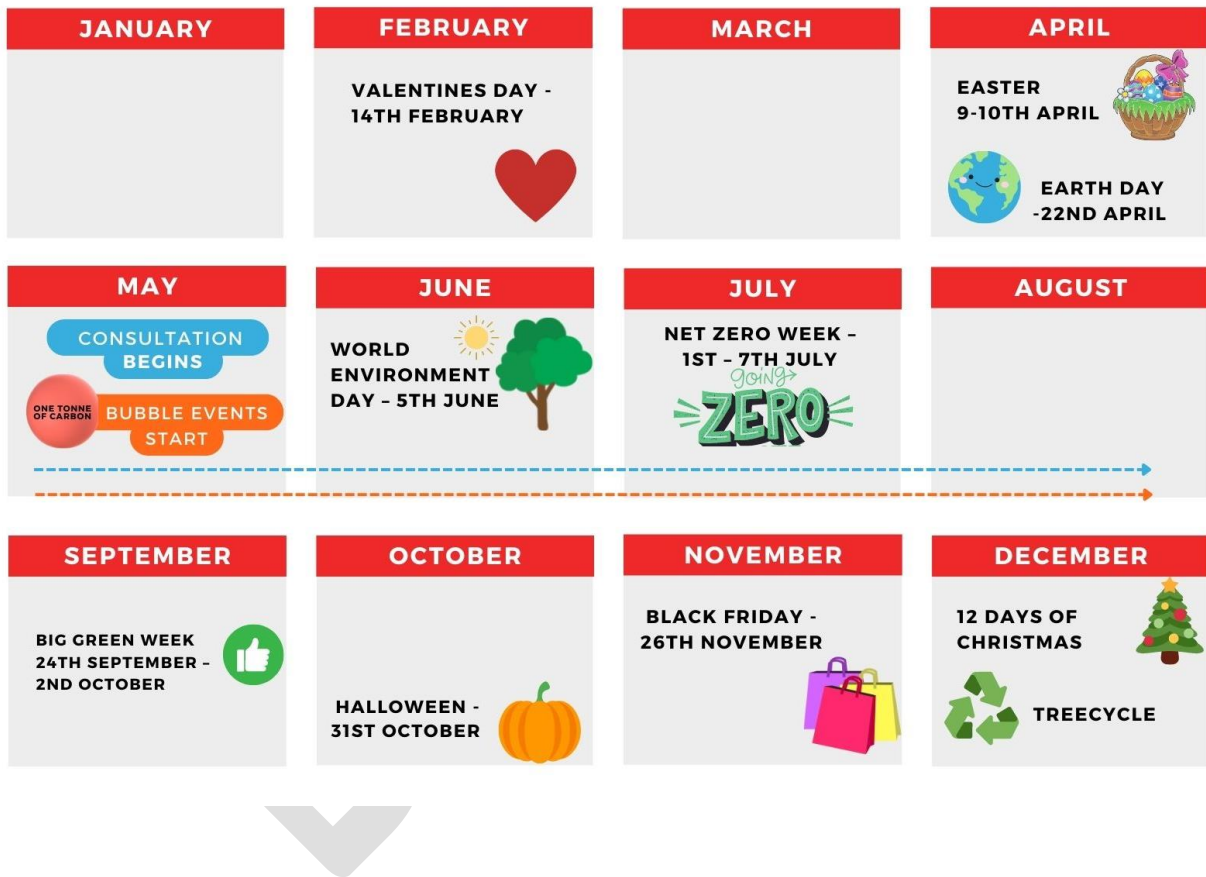 JANUARY
FEBRUARY
VALENTINES DAY -
14TH FEBRUARY
MARCH
APRIL
EASTER
9-10TH APRIL
EARTH DAY
-22ND APRIL
MAY
CONSULTATION
BEGINS
ONE TONNE
OF CARBON
BUBBLE EVENTS
START
JUNE
WORLD
ENVIRONMENT
DAY – 5TH JUNE
JULY
NET ZERO WEEK –
1ST – 7TH JULY
going
ZERO
AUGUST
SEPTEMBER
BIG GREEN WEEK
24TH SEPTEMBER –
2ND OCTOBER
OCTOBER
HALLOWEEN -
31ST OCTOBER
NOVEMBER
BLACK FRIDAY -
26TH NOVEMBER
DECEMBER
12 DAYS OF
CHRISTMAS
TREECYCLE